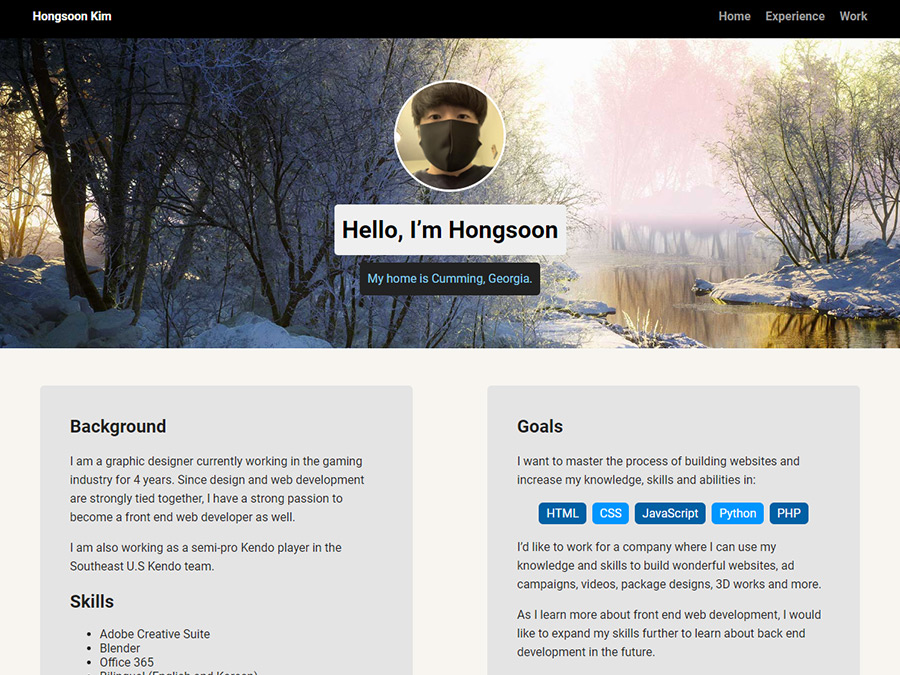 Hongsoon Kim
Home Experience Work
Hello, I’m Hongsoon
My home is Cumming, Georgia.
Background
I am a graphic designer currently working in the gaming
industry for 4 years. Since design and web development
are strongly tied together, I have a strong passion to
become a front end web developer as well.
I am also working as a semi-pro Kendo player in the
Southeast U.S Kendo team.
Skills
• Adobe Creative Suite
• Blender
• Office 365
• Bilingual (English and Korean)
Goals
I want to master the process of building websites and
increase my knowledge, skills and abilities in:
HTML CSS JavaScript Python PHP
I’d like to work for a company where I can use my
knowledge and skills to build wonderful websites, ad
campaigns, videos, package designs, 3D works and more.
As I learn more about front end web development, I would
like to expand my skills further to learn about back end
development in the future.